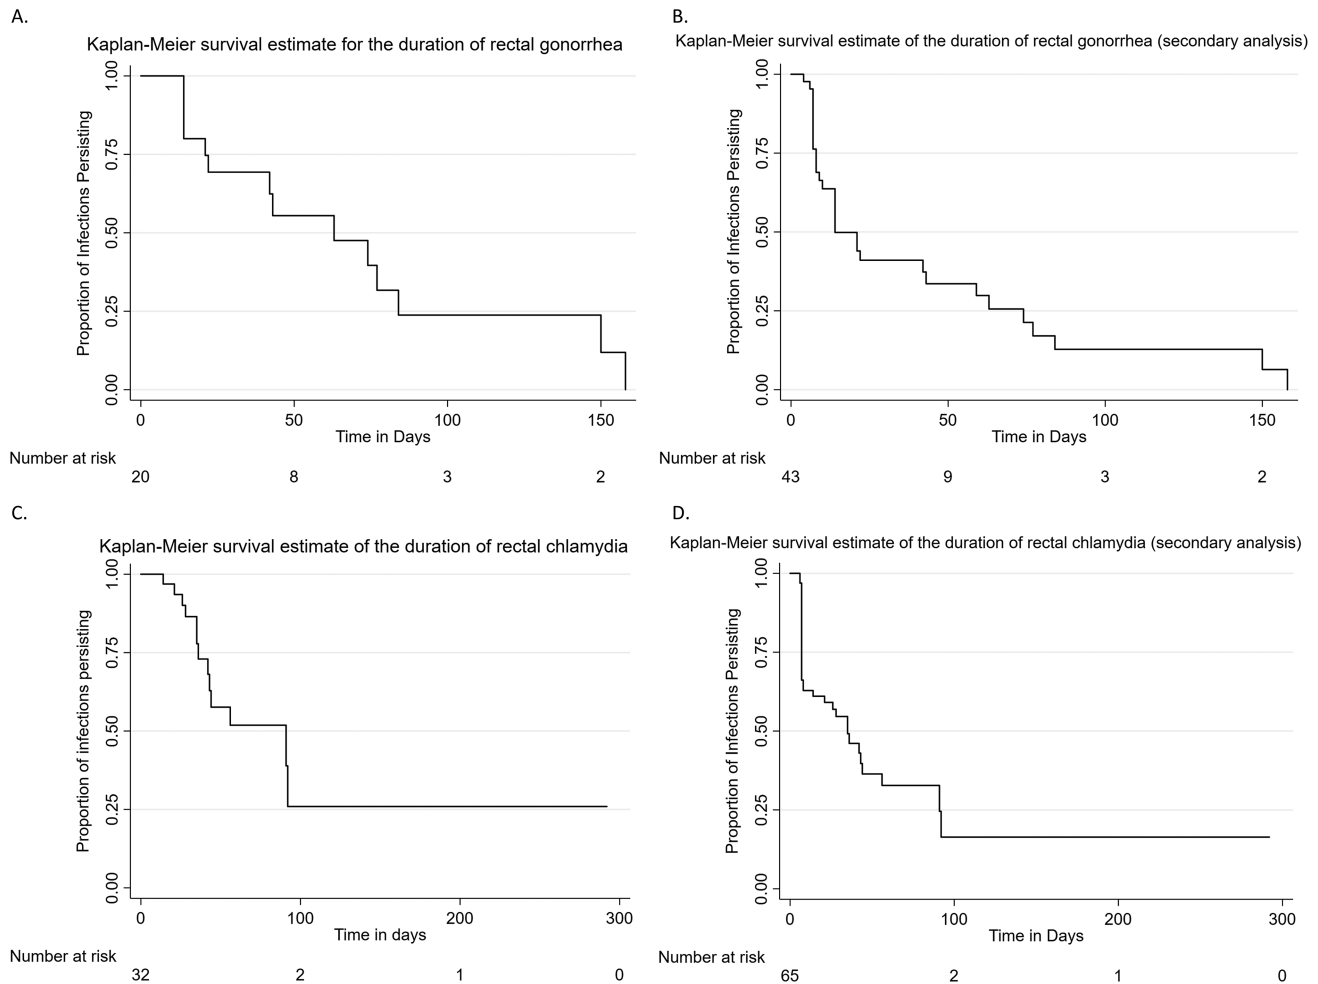 A.
Kaplan-Meier survival estimate for the duration of rectal gonorrhea
Proportion of Infections Persisting
1.00
0.75
0.50
0.25
0.00
0 50 100 150
Time in Days
Number at risk
20 8 3 2
B.
Kaplan-Meier survival estimate of the duration of rectal gonorrhea (secondary analysis)
Proportion of Infections Persisting
1.00
0.75
0.50
0.25
0.00
0 50 100 150
Time in Days
Number at risk
43 9 3 2
C.
Kaplan-Meier survival estimate of the duration of rectal chlamydia
Proportion of infections persisting
1.00
0.75
0.50
0.25
0.00
0 100 200 300
Time in days
Number at risk
32 2 1 0
D.
Kaplan-Meier survival estimate of the duration of rectal chlamydia (secondary analysis)
Proportion of Infections Persisting
1.00
0.75
0.50
0.25
0.00
0 100 200 300
Time in Days
Number at risk
65 2 1 0